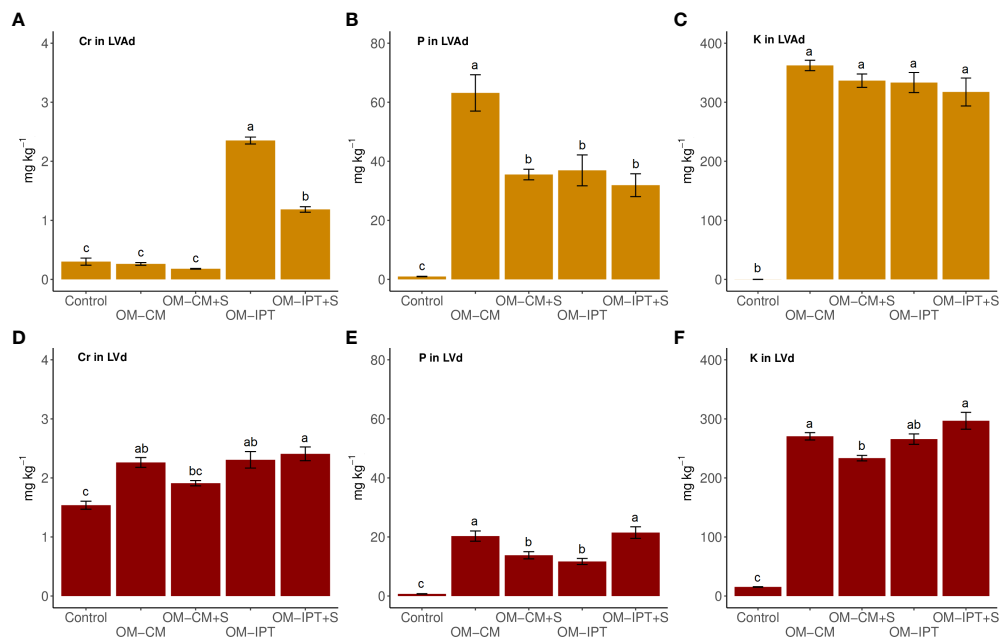 A
Cr in LVAd
4
3
2
1
0
mg kg⁻¹
c
c
c
a
b
Control
OM−CM
OM−CM+S
OM−IPT
OM−IPT+S
B
P in LVAd
80
60
40
20
0
mg kg⁻¹
c
a
b
b
b
Control
OM−CM
OM−CM+S
OM−IPT
OM−IPT+S
C
K in LVAd
400
300
200
100
0
mg kg⁻¹
b
a
a
a
a
Control
OM−CM
OM−CM+S
OM−IPT
OM−IPT+S
D
Cr in LVd
4
3
2
1
0
mg kg⁻¹
c
ab
bc
ab
a
Control
OM−CM
OM−CM+S
OM−IPT
OM−IPT+S
E
P in LVd
80
60
40
20
0
mg kg⁻¹
c
a
b
b
a
Control
OM−CM
OM−CM+S
OM−IPT
OM−IPT+S
F
K in LVd
400
300
200
100
0
mg kg⁻¹
c
a
b
ab
a
Control
OM−CM
OM−CM+S
OM−IPT
OM−IPT+S